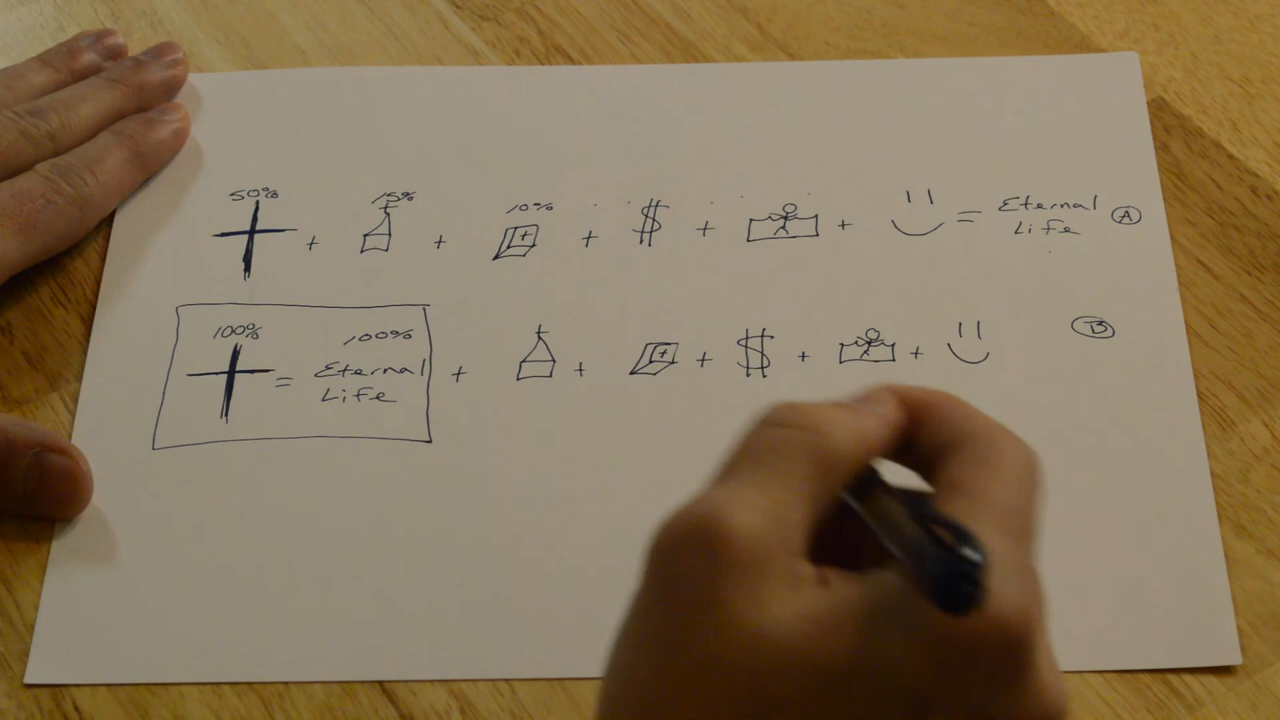 50% 15% 10%
+ + + $ + + = Eternal Life A
100% 100%
= Eternal Life + + + $ + + B